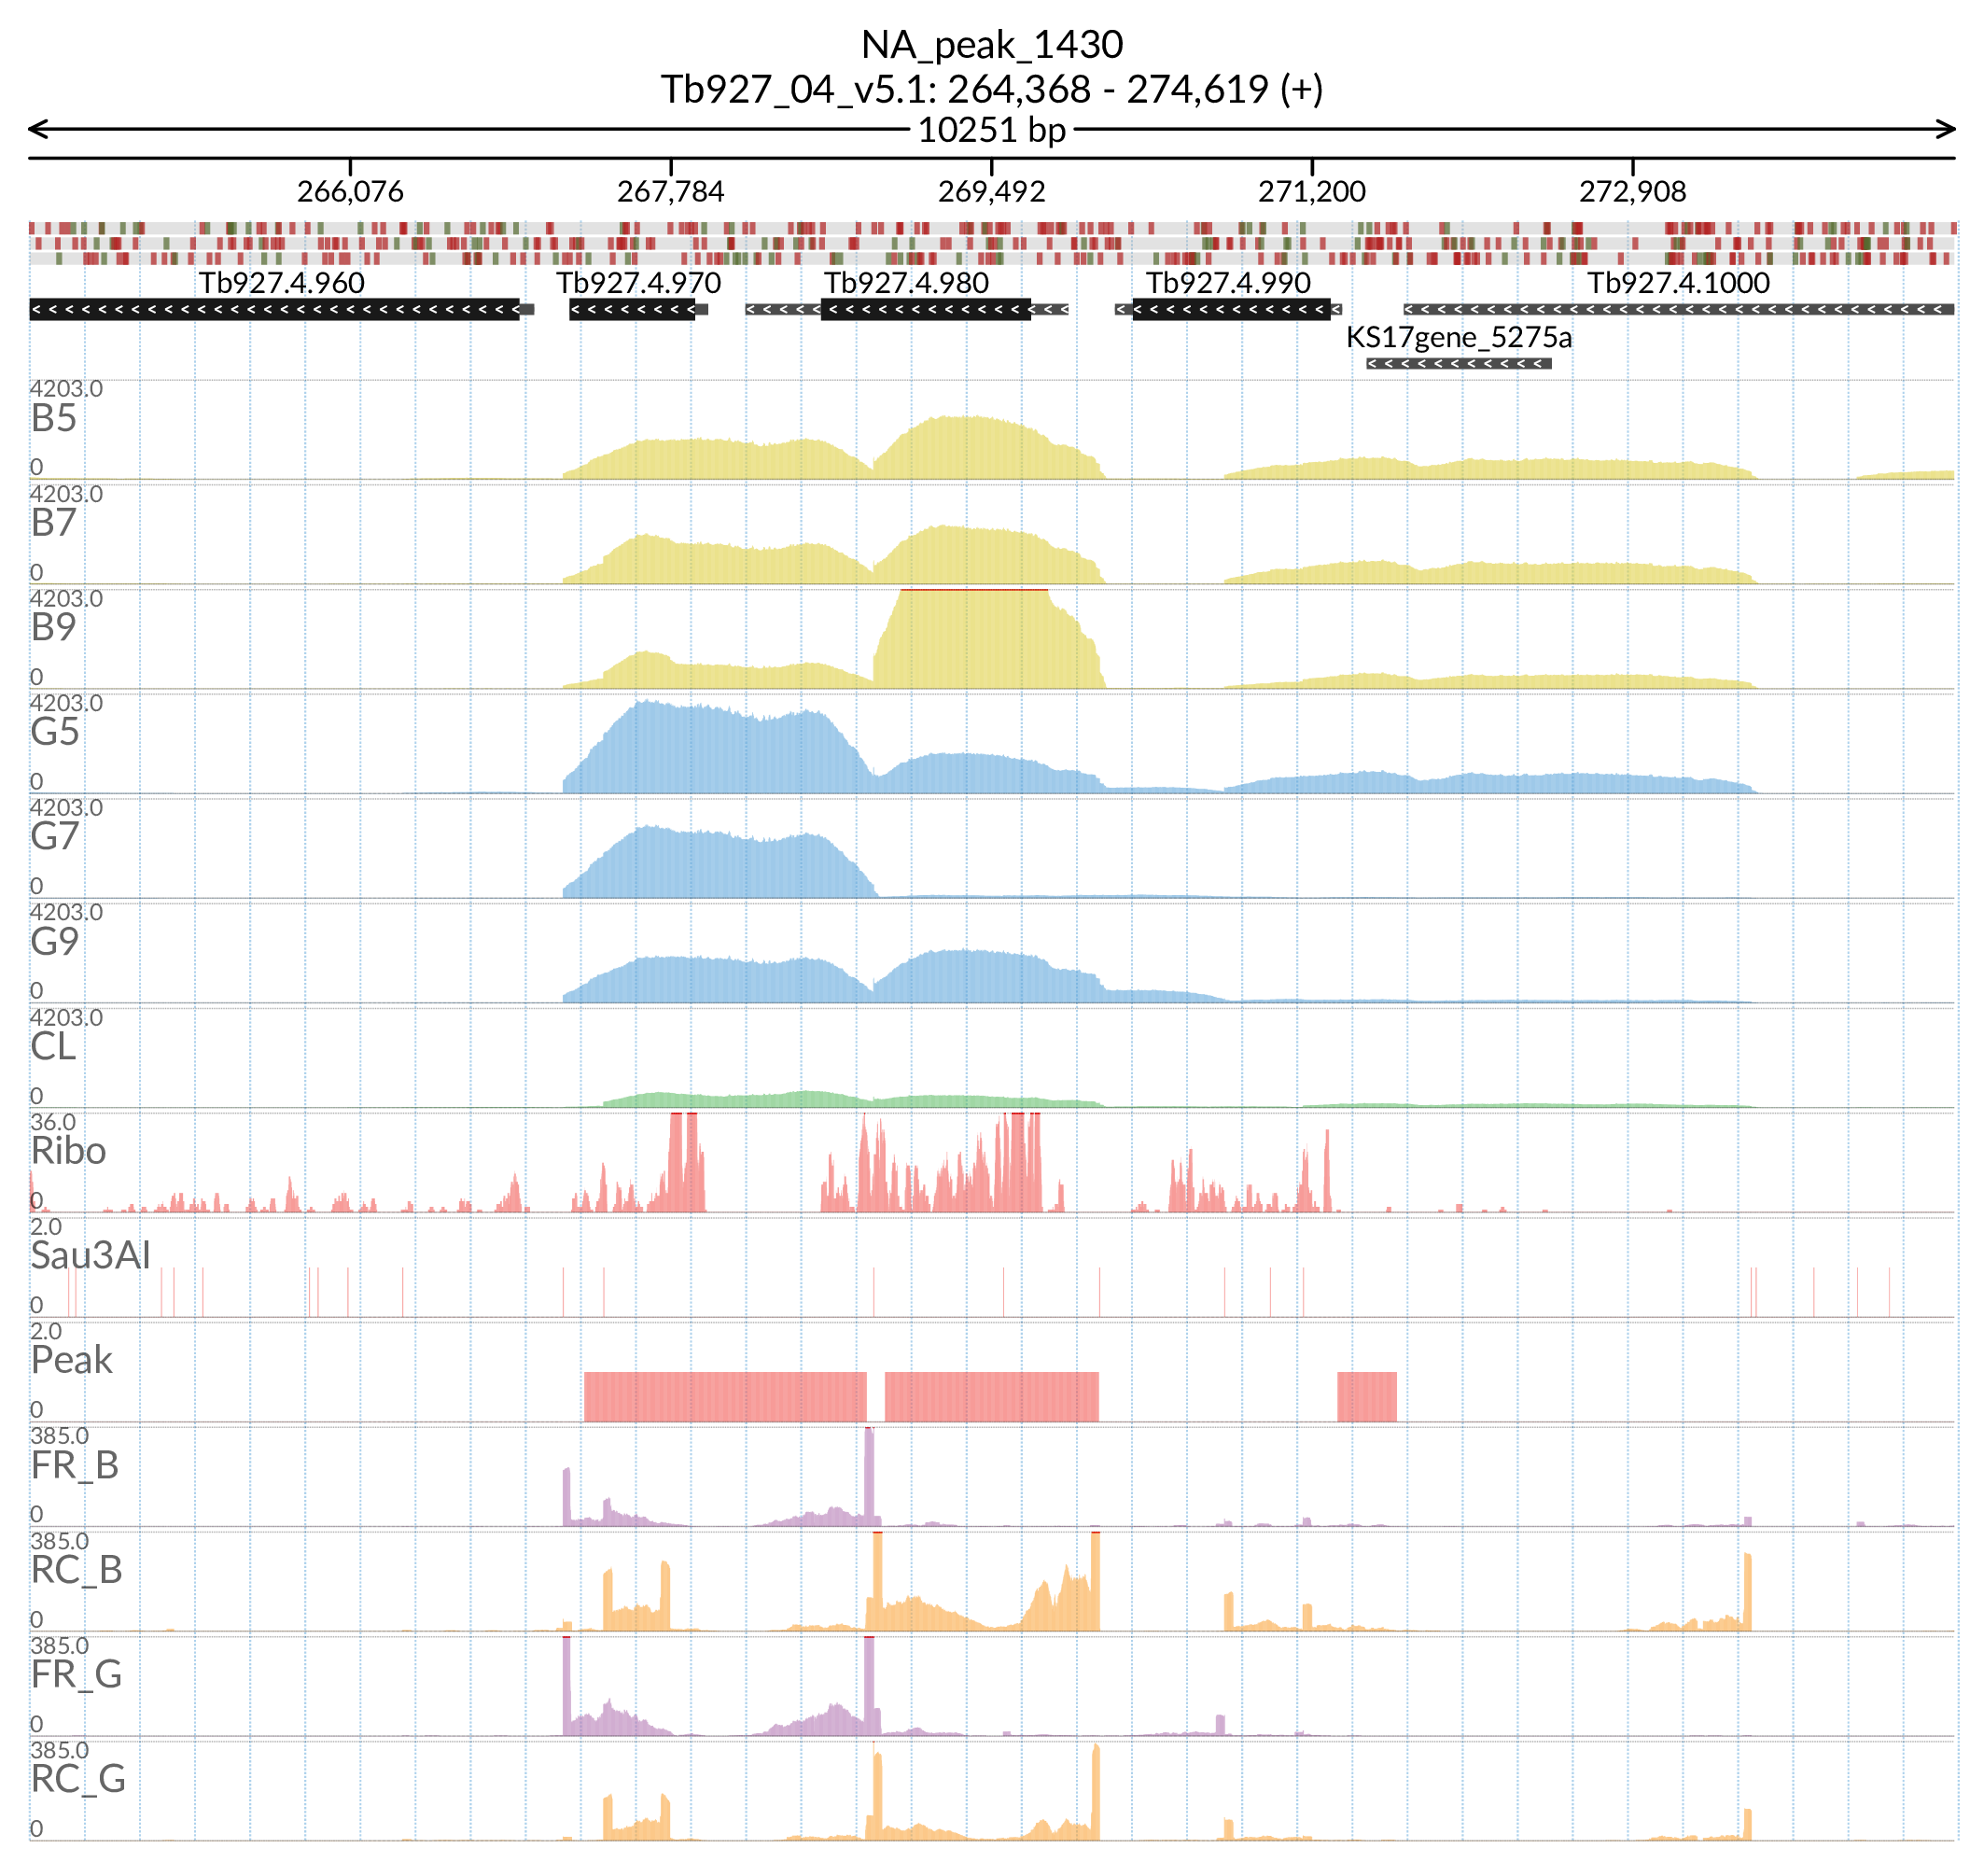 NA_peak_1430
Tb927_04_v5.1: 264,368 - 274,619 (+)
10251 bp
266,076 267,784 269,492 271,200 272,908
Tb927.4.960 Tb927.4.970 Tb927.4.980 Tb927.4.990 Tb927.4.1000
KS17gene_5275a
4203.0
B5
0
4203.0
B7
0
4203.0
B9
0
4203.0
G5
0
4203.0
G7
0
4203.0
G9
0
4203.0
CL
0
36.0
Ribo
0
2.0
Sau3AI
0
2.0
Peak
0
385.0
FR_B
0
385.0
RC_B
0
385.0
FR_G
0
385.0
RC_G
0